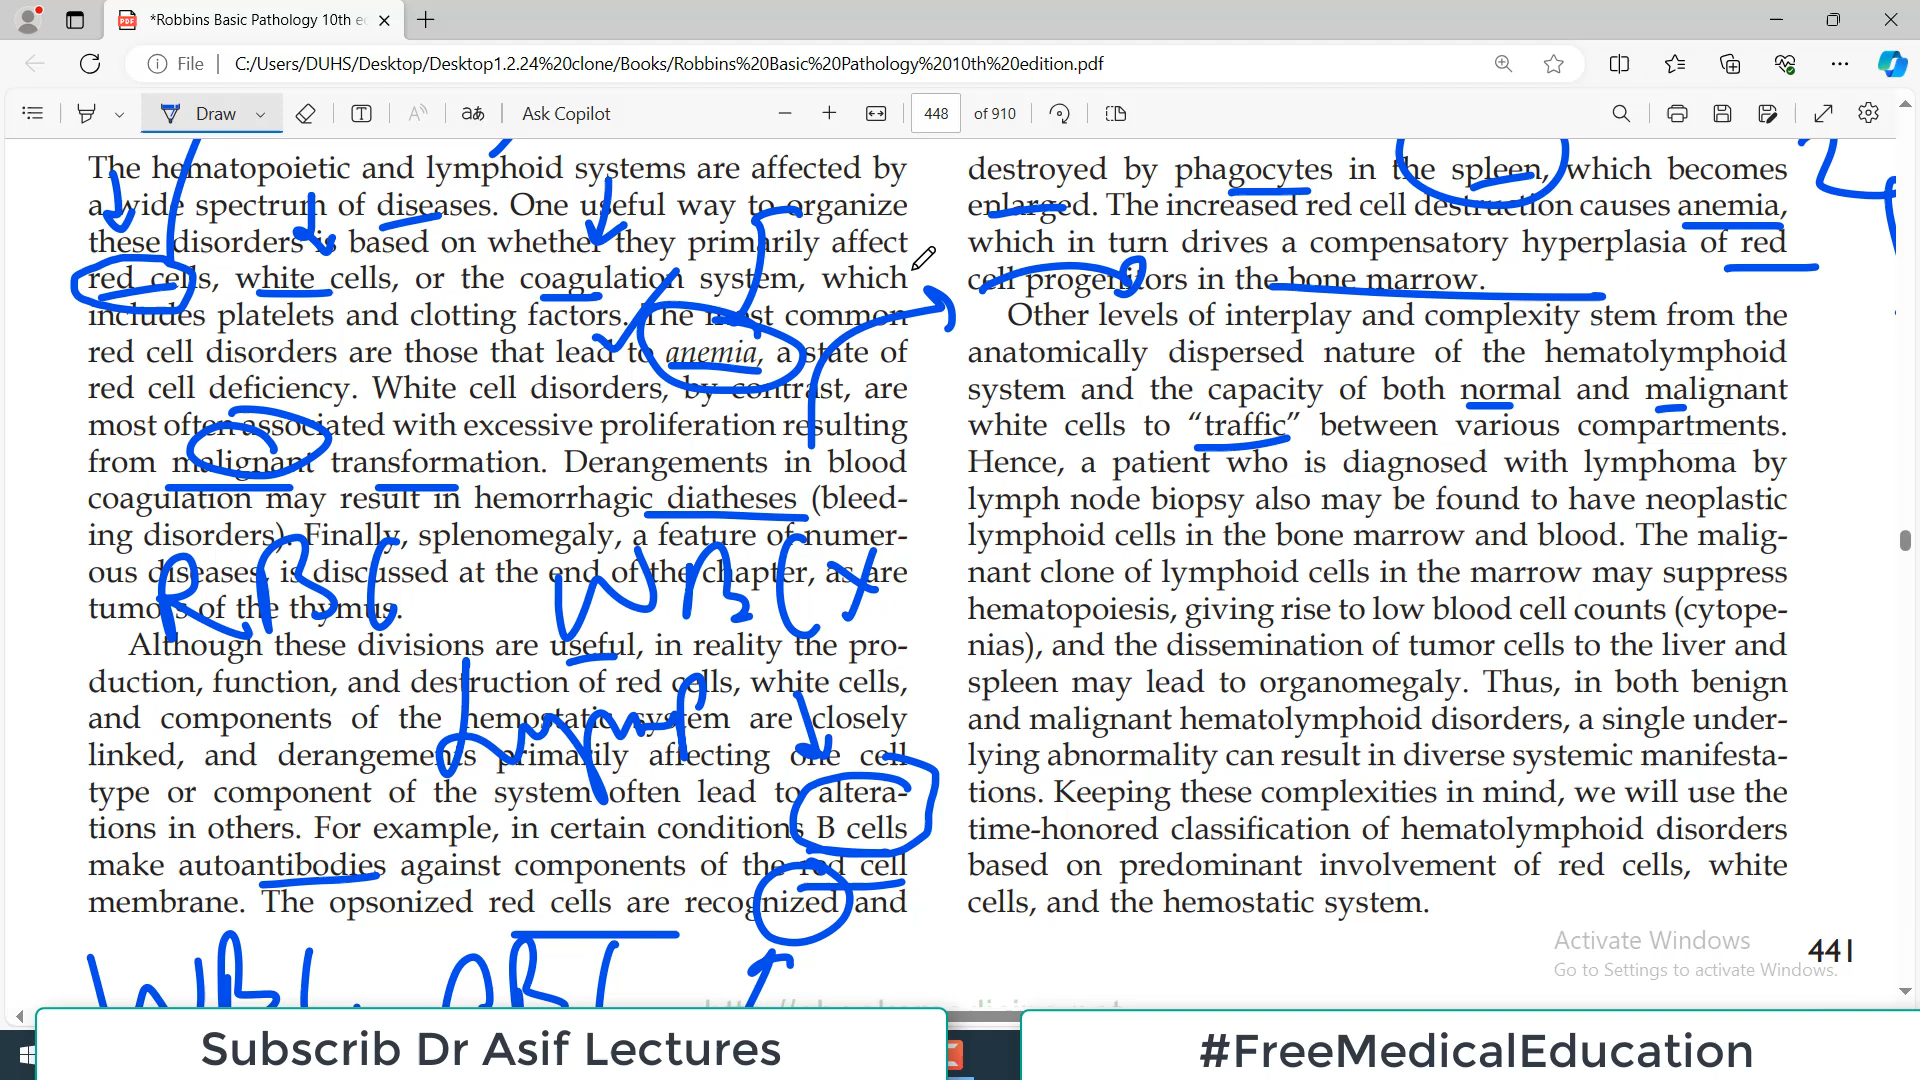 *Robbins Basic Pathology 10th e
File
C:/Users/DUHS/Desktop/Desktop1.2.24%20clone/Books/Robbins%20Basic%20Pathology%2010th%20edition.pdf
Draw
Ask Copilot
448 of 910
The hematopoietic and lymphoid systems are affected by
a wide spectrum of diseases. One useful way to organize
these disorders is based on whether they primarily affect
red cells, white cells, or the coagulation system, which
includes platelets and clotting factors. The most common
red cell disorders are those that lead to anemia, a state of
red cell deficiency. White cell disorders, by contrast, are
most often associated with excessive proliferation resulting
from malignant transformation. Derangements in blood
coagulation may result in hemorrhagic diatheses (bleed-
ing disorders). Finally, splenomegaly, a feature of numer-
ous diseases, is discussed at the end of the chapter, as are
tumors of the thymus.
RBC WBC x
Although these divisions are useful, in reality the pro-
duction, function, and destruction of red cells, white cells,
and components of the hemostatic system are closely
linked, and derangements primarily affecting one cell
type or component of the system often lead to altera-
tions in others. For example, in certain conditions B cells
make autoantibodies against components of the red cell
membrane. The opsonized red cells are recognized and
destroyed by phagocytes in the spleen, which becomes
enlarged. The increased red cell destruction causes anemia,
which in turn drives a compensatory hyperplasia of red
cell progenitors in the bone marrow.
Other levels of interplay and complexity stem from the
anatomically dispersed nature of the hematolymphoid
system and the capacity of both normal and malignant
white cells to “traffic” between various compartments.
Hence, a patient who is diagnosed with lymphoma by
lymph node biopsy also may be found to have neoplastic
lymphoid cells in the bone marrow and blood. The malig-
nant clone of lymphoid cells in the marrow may suppress
hematopoiesis, giving rise to low blood cell counts (cytope-
nias), and the dissemination of tumor cells to the liver and
spleen may lead to organomegaly. Thus, in both benign
and malignant hematolymphoid disorders, a single under-
lying abnormality can result in diverse systemic manifesta-
tions. Keeping these complexities in mind, we will use the
time-honored classification of hematolymphoid disorders
based on predominant involvement of red cells, white
cells, and the hemostatic system.
441
Activate Windows
Go to Settings to activate Windows.
Subscrib Dr Asif Lectures
#FreeMedicalEducation